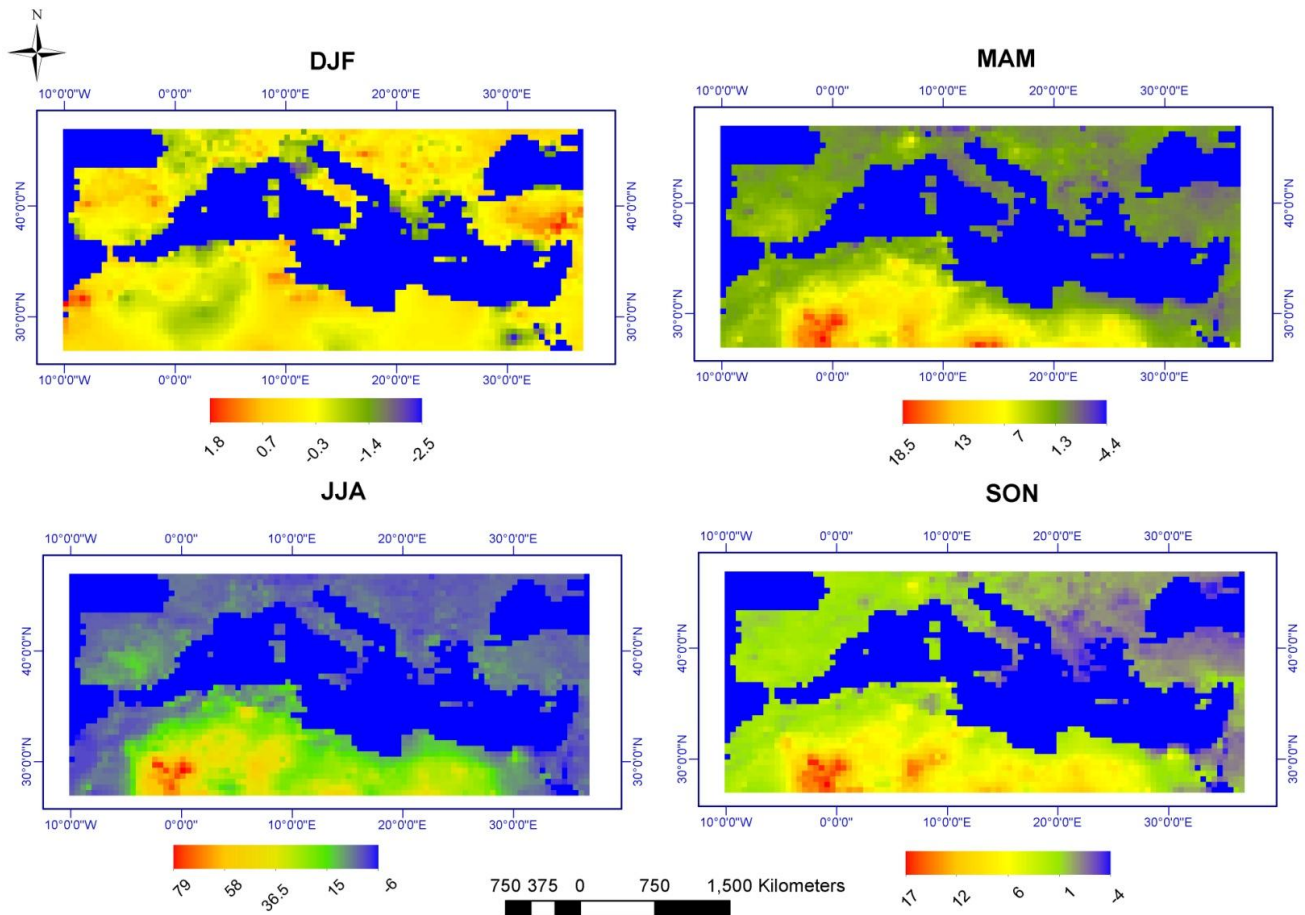 N
DJF
MAM
10°0'0"W 0°0'0" 10°0'0"E 20°0'0"E 30°0'0"E
10°0'0"W 0°0'0" 10°0'0"E 20°0'0"E 30°0'0"E
40°0'0"N 40°0'0"N 40°0'0"N 40°0'0"N
30°0'0"N 30°0'0"N 30°0'0"N 30°0'0"N
10°0'0"W 0°0'0" 10°0'0"E 20°0'0"E 30°0'0"E
10°0'0"W 0°0'0" 10°0'0"E 20°0'0"E 30°0'0"E
1.8 0.7 -0.3 -1.4 -2.5
18.5 13 7 1.3 -4.4
JJA
SON
10°0'0"W 0°0'0" 10°0'0"E 20°0'0"E 30°0'0"E
10°0'0"W 0°0'0" 10°0'0"E 20°0'0"E 30°0'0"E
40°0'0"N 40°0'0"N 40°0'0"N 40°0'0"N
30°0'0"N 30°0'0"N 30°0'0"N 30°0'0"N
10°0'0"W 0°0'0" 10°0'0"E 20°0'0"E 30°0'0"E
10°0'0"W 0°0'0" 10°0'0"E 20°0'0"E 30°0'0"E
79 58 36.5 15 -6
17 12 6 1 -4
750 375 0 750 1,500 Kilometers